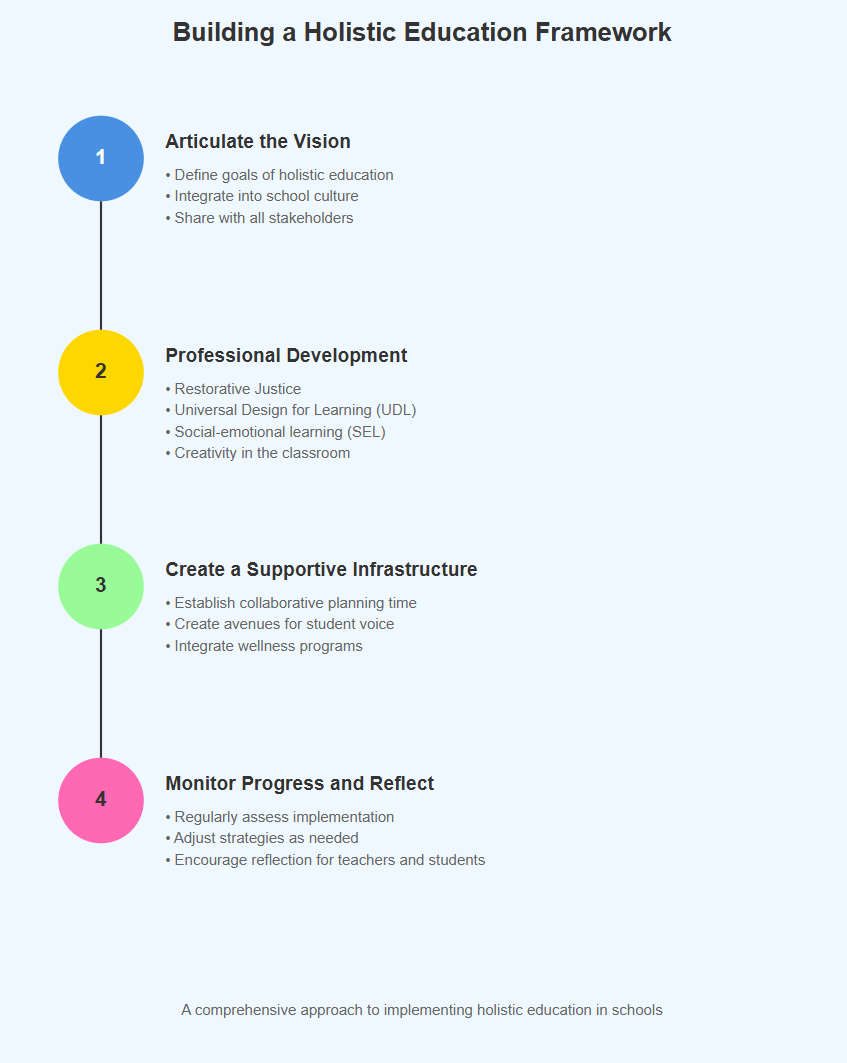 Building a Holistic Education Framework
1
Articulate the Vision
• Define goals of holistic education
• Integrate into school culture
• Share with all stakeholders
2
Professional Development
• Restorative Justice
• Universal Design for Learning (UDL)
• Social-emotional learning (SEL)
• Creativity in the classroom
3
Create a Supportive Infrastructure
• Establish collaborative planning time
• Create avenues for student voice
• Integrate wellness programs
4
Monitor Progress and Reflect
• Regularly assess implementation
• Adjust strategies as needed
• Encourage reflection for teachers and students
A comprehensive approach to implementing holistic education in schools